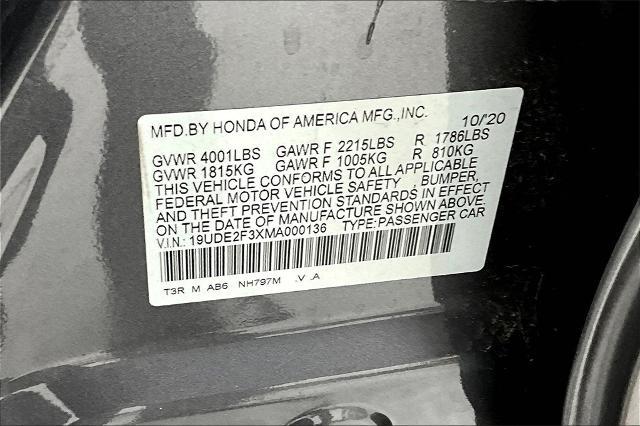 MFD.BY HONDA OF AMERICA MFG.,INC. 10/'20
GVWR 4001LBS GAWR F 2215LBS R 1786LBS
GVWR 1815KG GAWR F 1005KG R 810KG
THIS VEHICLE CONFORMS TO ALL APPLICABLE
FEDERAL MOTOR VEHICLE SAFETY , BUMPER,
AND THEFT PREVENTION STANDARDS IN EFFECT
ON THE DATE OF MANUFACTURE SHOWN ABOVE.
V.I.N.: 19UDE2F3XMA000136 TYPE:PASSENGER CAR
T3R M AB6 NH797M .V .A